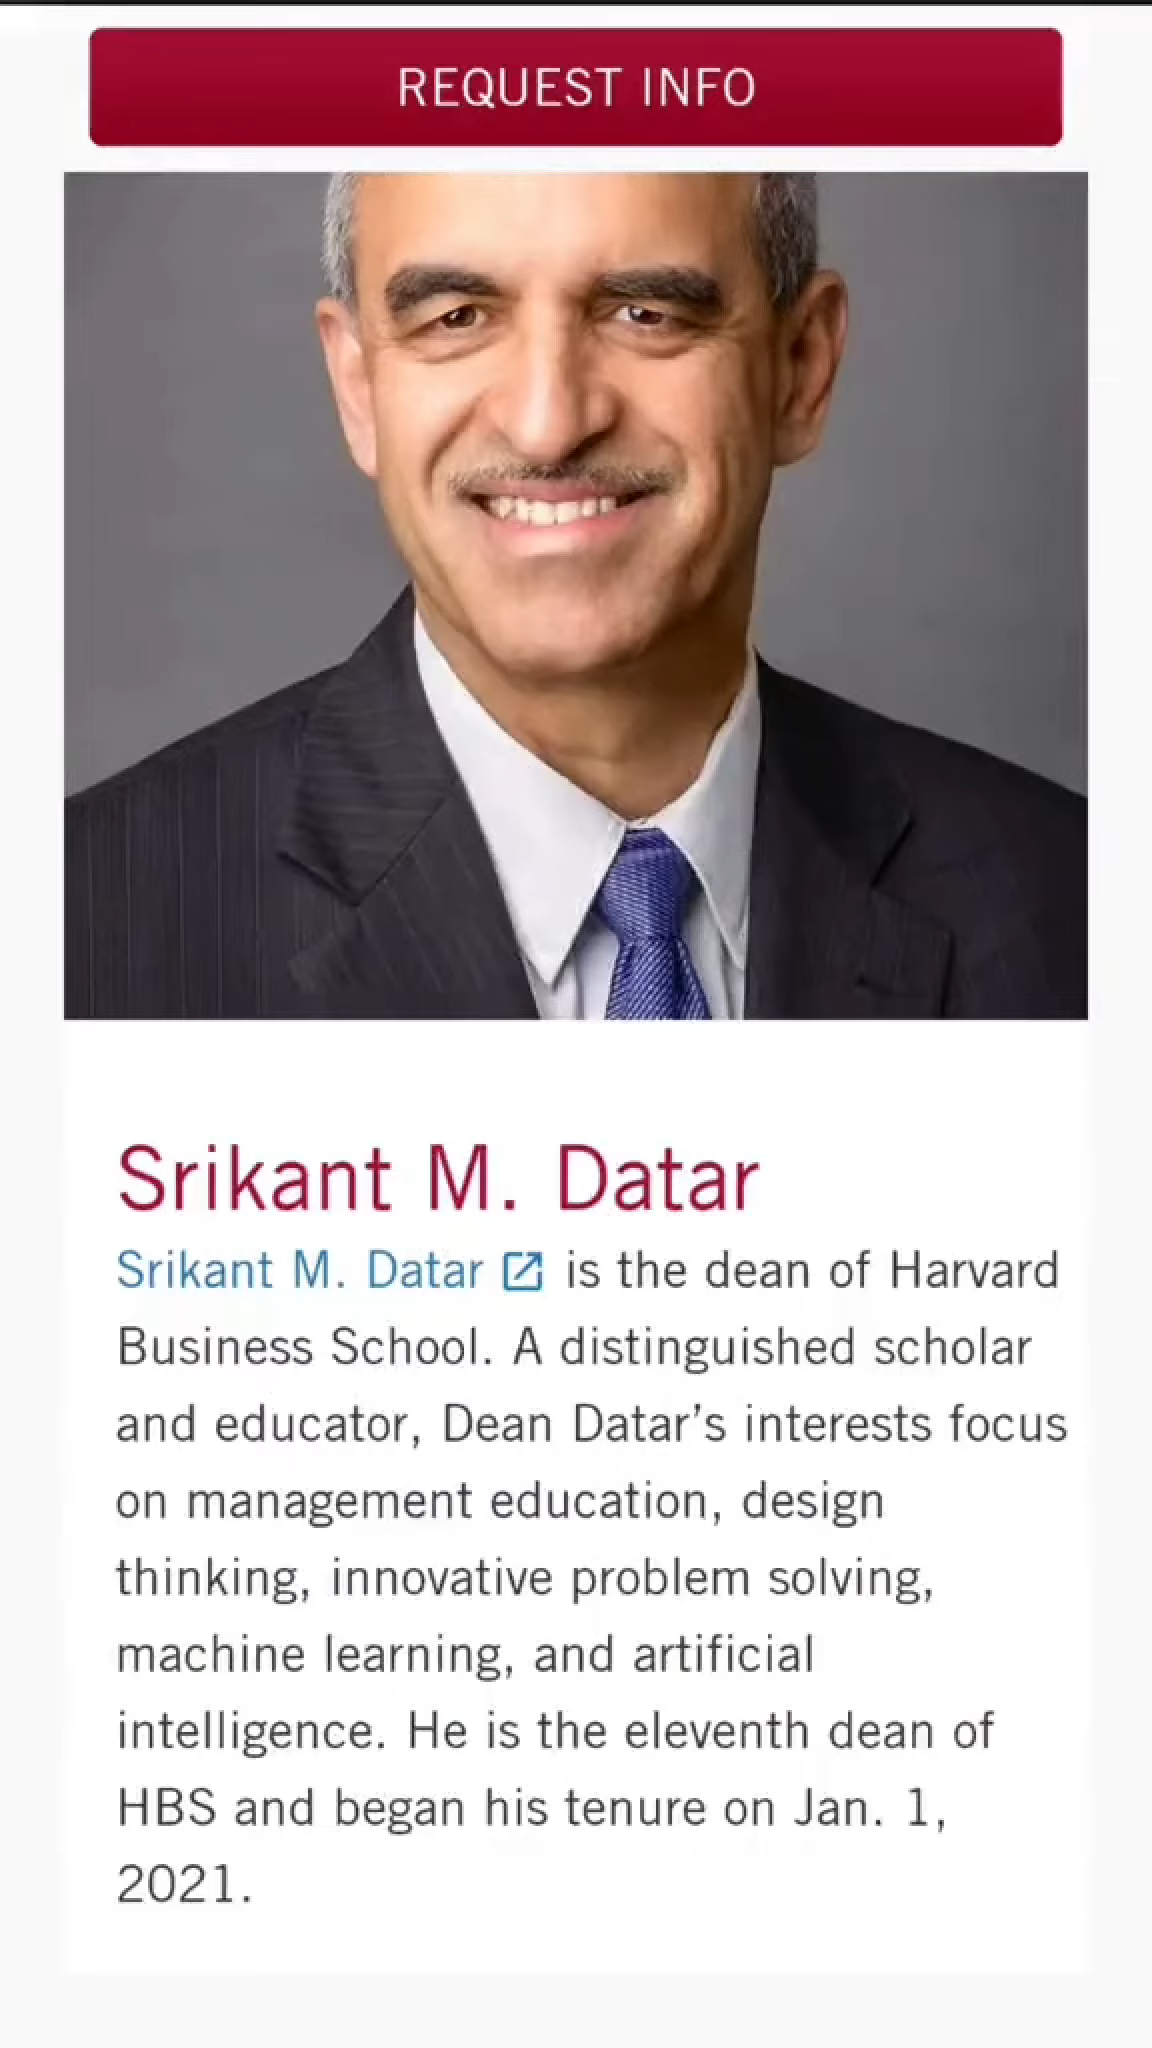 REQUEST INFO
Srikant M. Datar
Srikant M. Datar is the dean of Harvard
Business School. A distinguished scholar
and educator, Dean Datar’s interests focus
on management education, design
thinking, innovative problem solving,
machine learning, and artificial
intelligence. He is the eleventh dean of
HBS and began his tenure on Jan. 1,
2021.